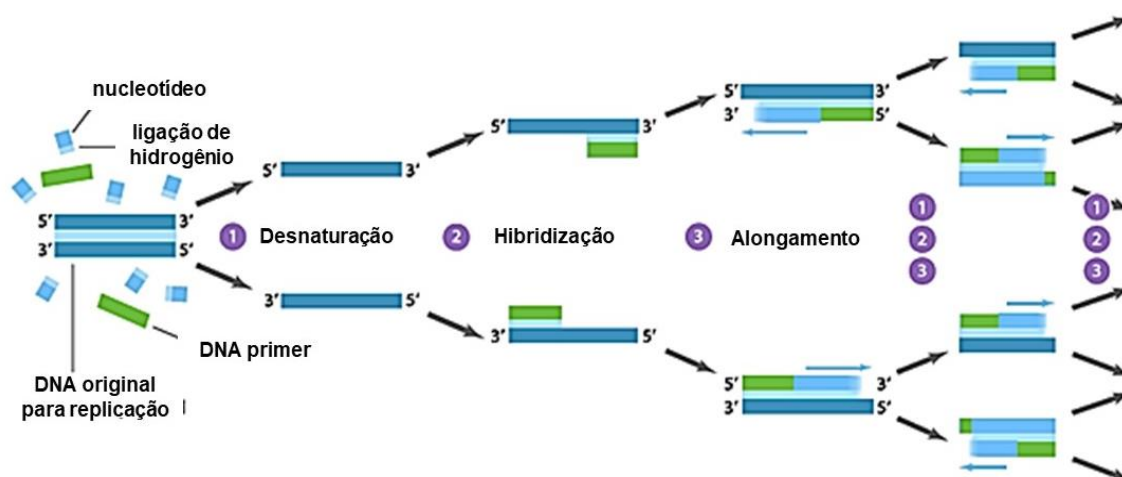 nucleotídeo
ligação de
hidrogênio
5' 3'
3' 5'
DNA primer
DNA original
para replicação
1 Desnaturação
5' 3'
3' 5'
2 Hibridização
5' 3'
3' 5'
3 Alongamento
5' 3'
3' 5'
5' 3'
3' 5'
1
2
3
1
2
3